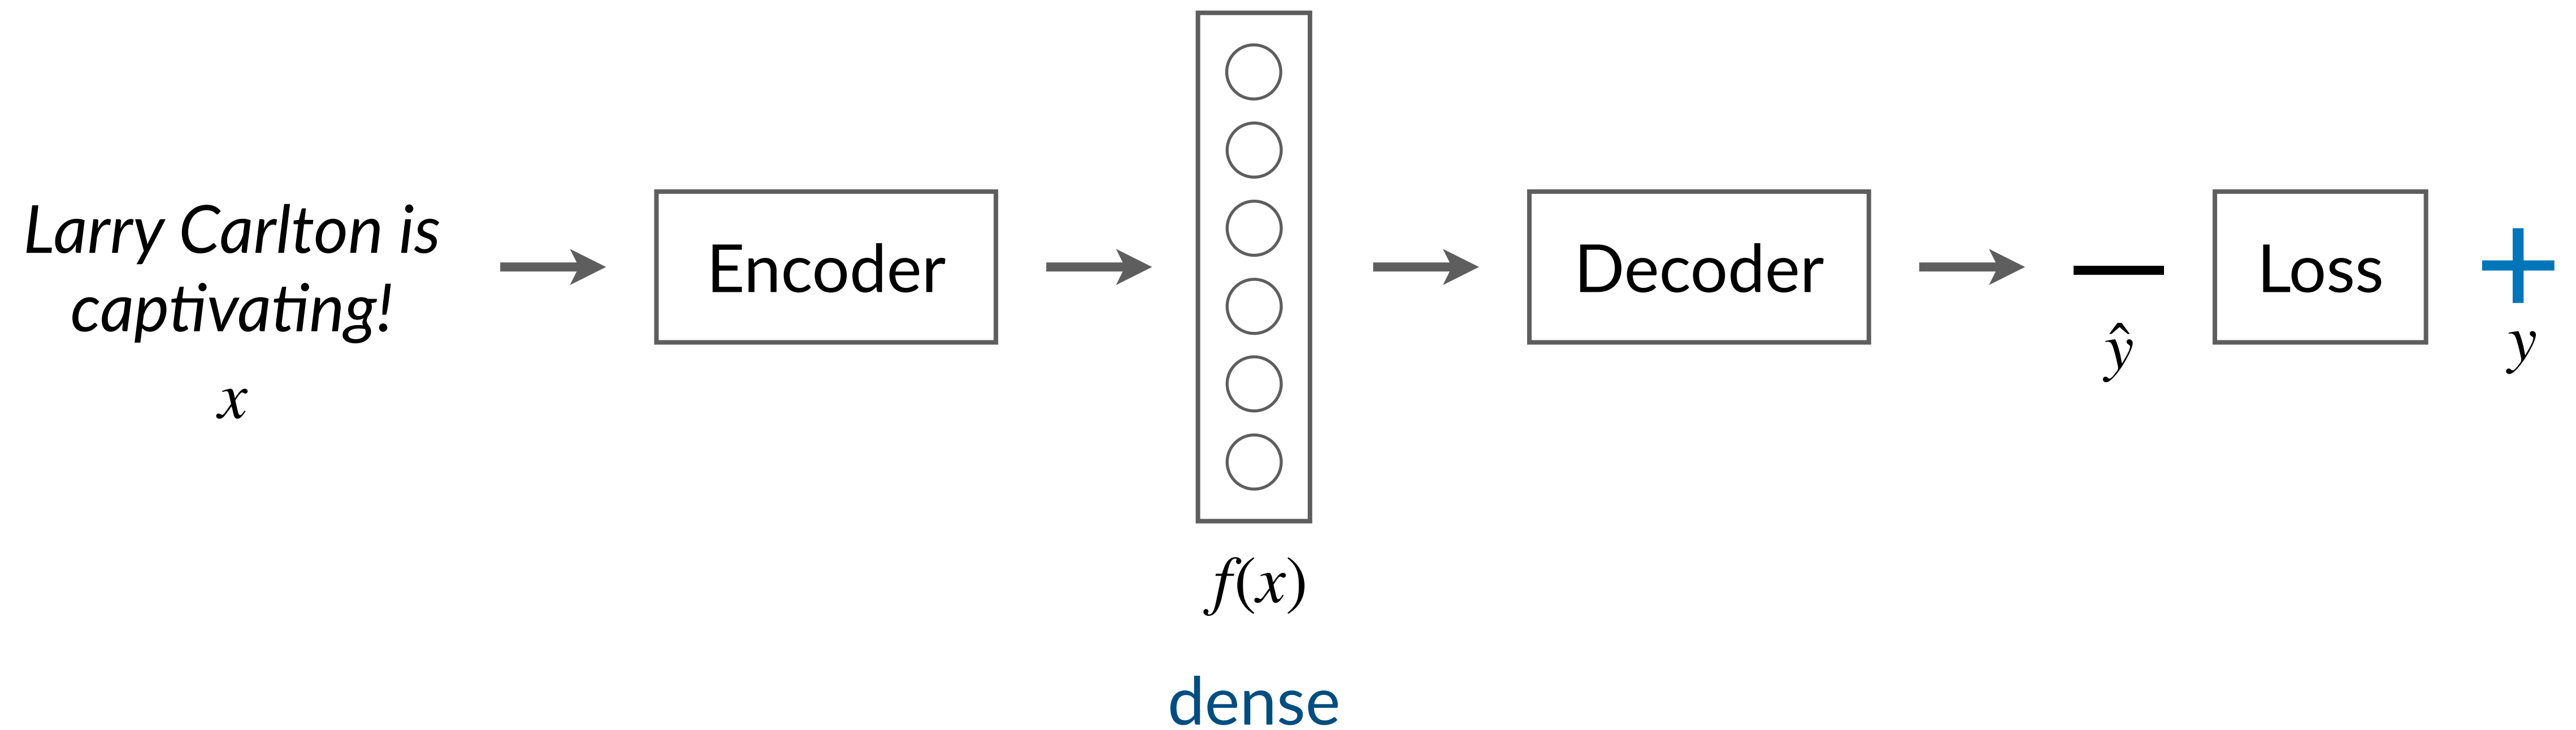 Larry Carlton is
captivating!
x
Encoder
f(x)
dense
Decoder
—
ŷ
Loss
+
y